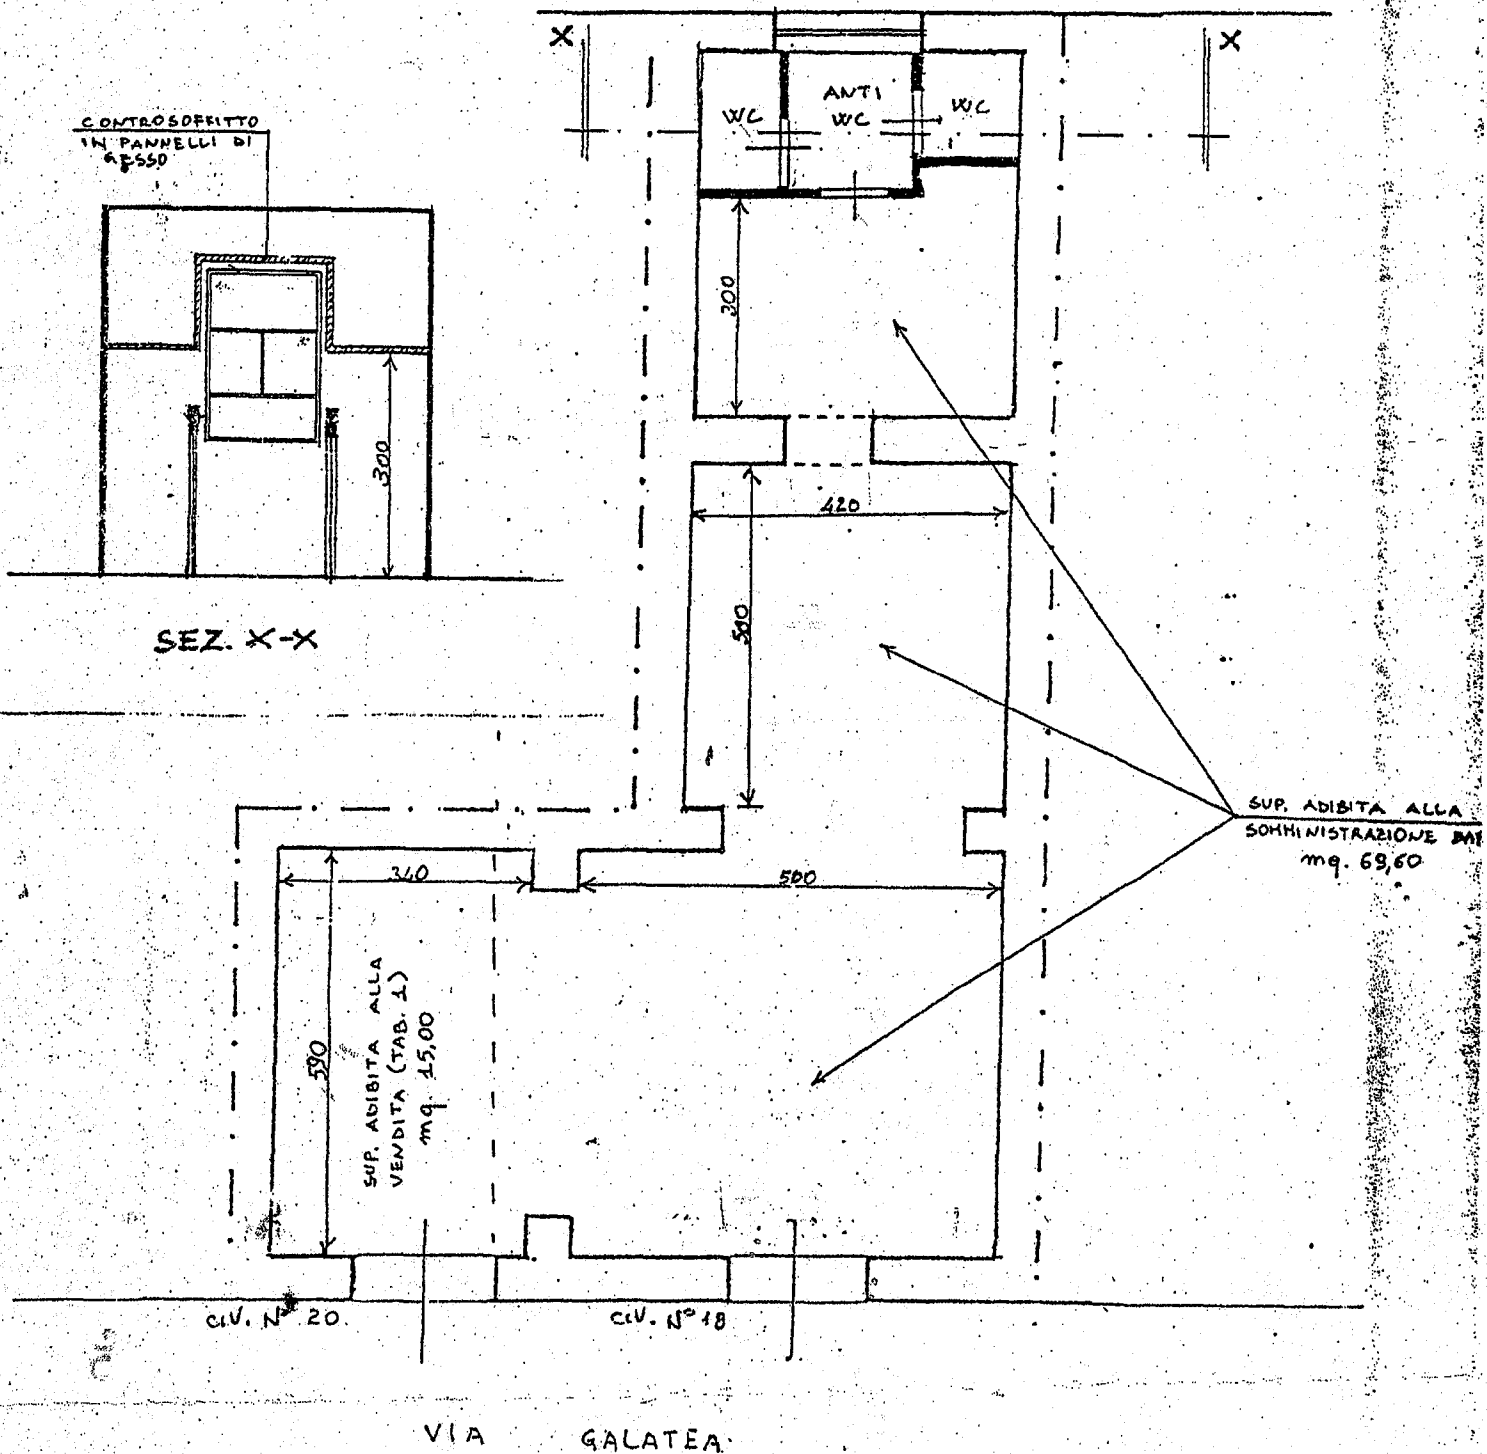 X
X
CONTROSOFFITTO
IN PANNELLI DI
GESSO
WC
ANTI
WC
WC
300
300
420
500
SEZ. X-X
SUP. ADIBITA ALLA
SOMMINISTRAZIONE BAR
mq. 69,60
340
560
590
SUP. ADIBITA ALLA
VENDITA (TAB. 1)
mq. 15,00
CIV. N° 20
CIV. N° 18
VIA GALATEA